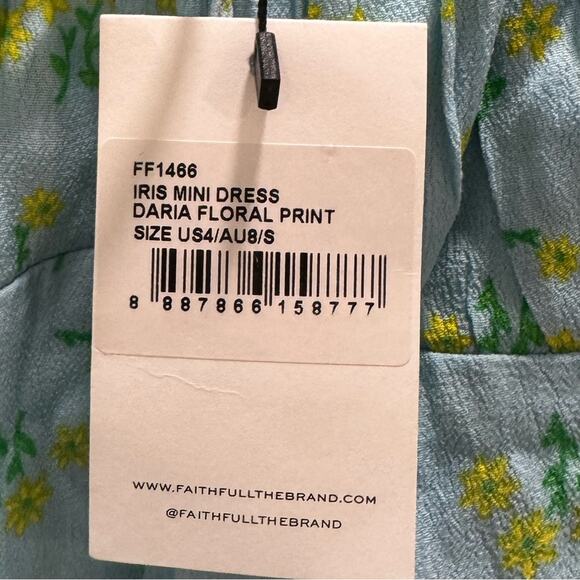 FF1466
IRIS MINI DRESS
DARIA FLORAL PRINT
SIZE US4/AU8/S
8 887866 158777
WWW.FAITHFULLTHEBRAND.COM
@FAITHFULLTHEBRAND